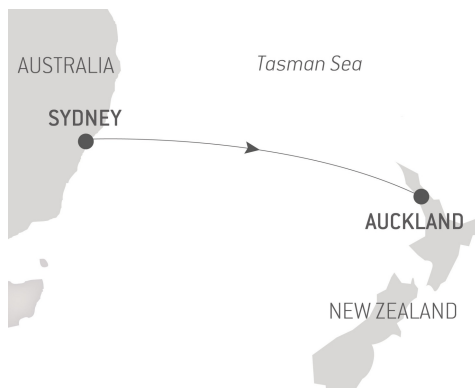 AUSTRALIA
Tasman Sea
SYDNEY
AUCKLAND
NEW ZEALAND